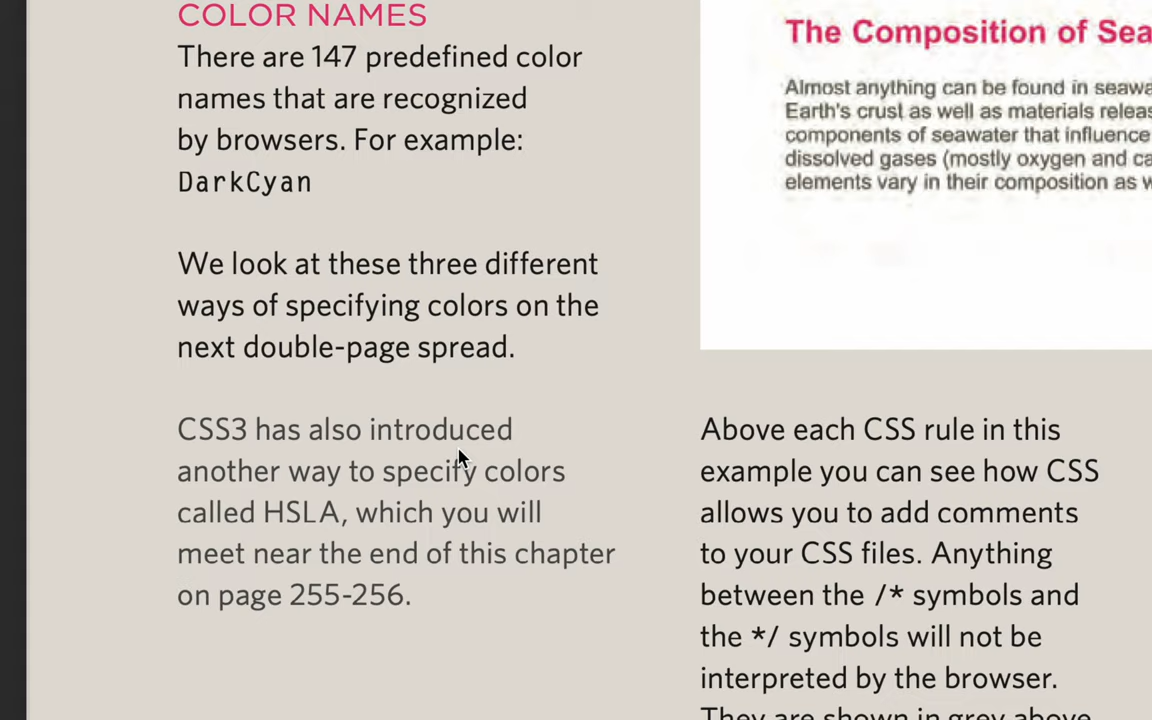 COLOR NAMES
There are 147 predefined color
names that are recognized
by browsers. For example:
DarkCyan
We look at these three different
ways of specifying colors on the
next double-page spread.
CSS3 has also introduced
another way to specify colors
called HSLA, which you will
meet near the end of this chapter
on page 255-256.
The Composition of Sea
Almost anything can be found in seawa
Earth's crust as well as materials releas
components of seawater that influence
dissolved gases (mostly oxygen and ca
elements vary in their composition as w
Above each CSS rule in this
example you can see how CSS
allows you to add comments
to your CSS files. Anything
between the /* symbols and
the */ symbols will not be
interpreted by the browser.
They are shown in grey above